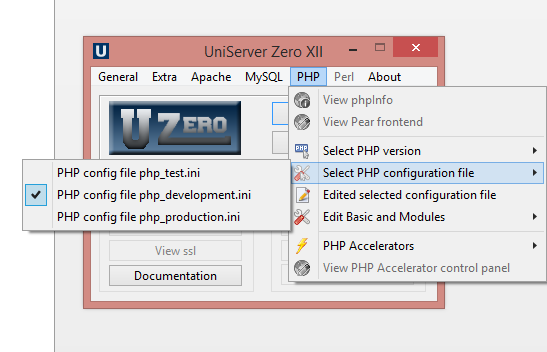 UniServer Zero XII
General Extra Apache MySQL PHP Perl About
U ZERO
View phpInfo
View Pear frontend
Select PHP version
Select PHP configuration file
Edited selected configuration file
Edit Basic and Modules
PHP Accelerators
View PHP Accelerator control panel
PHP config file php_test.ini
PHP config file php_development.ini
PHP config file php_production.ini
View ssl
Documentation